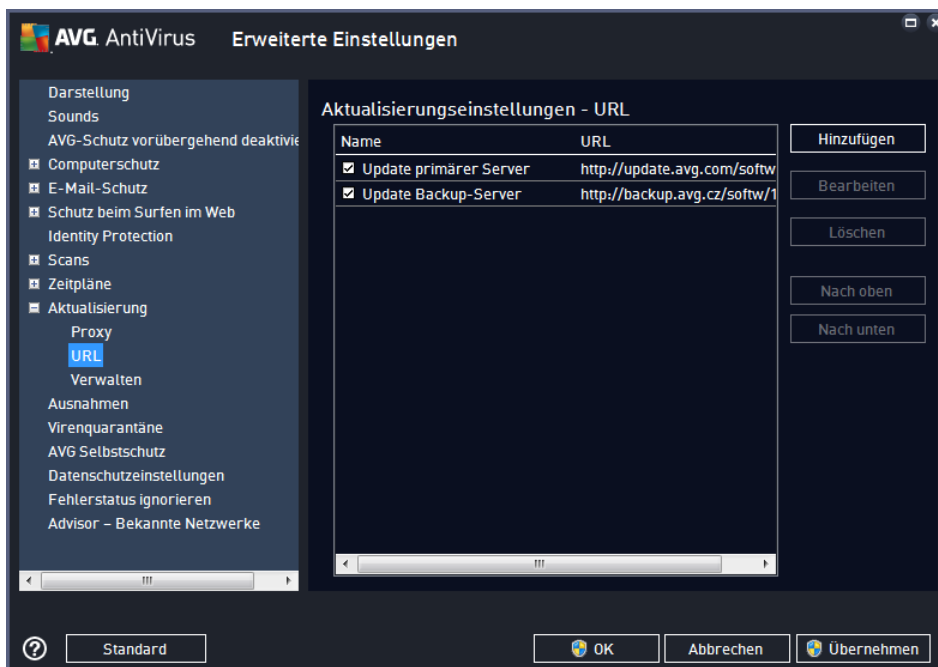 AVG AntiVirus Erweiterte Einstellungen
Darstellung
Sounds
AVG-Schutz vorübergehend deaktivie
Computerschutz
E-Mail-Schutz
Schutz beim Surfen im Web
Identity Protection
Scans
Zeitpläne
Aktualisierung
Proxy
URL
Verwalten
Ausnahmen
Virenquarantäne
AVG Selbstschutz
Datenschutzeinstellungen
Fehlerstatus ignorieren
Advisor – Bekannte Netzwerke
Aktualisierungseinstellungen - URL
Name URL
Update primärer Server http://update.avg.com/softw
Update Backup-Server http://backup.avg.cz/softw/1
Hinzufügen
Bearbeiten
Löschen
Nach oben
Nach unten
Standard OK Abbrechen Übernehmen